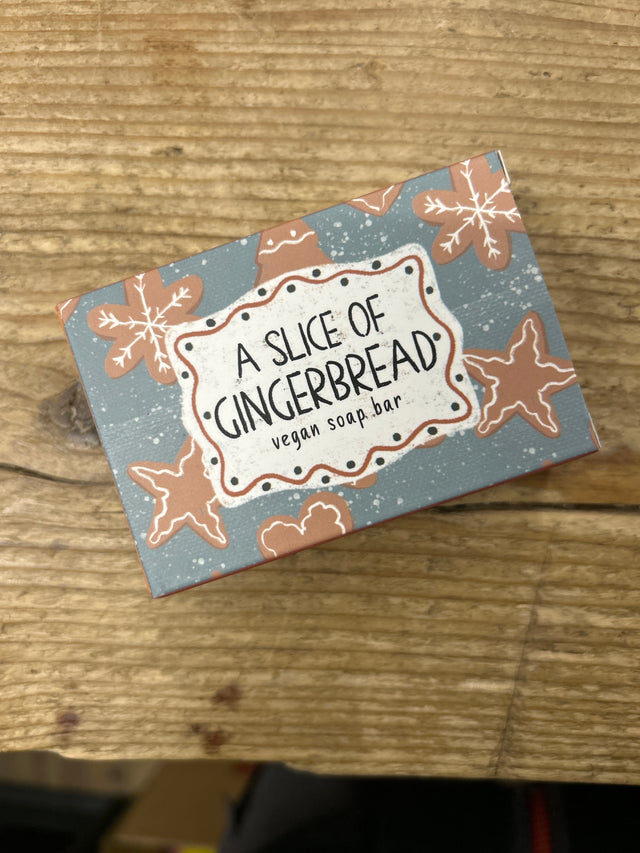 A SLICE OF
GINGERBREAD
vegan soap bar